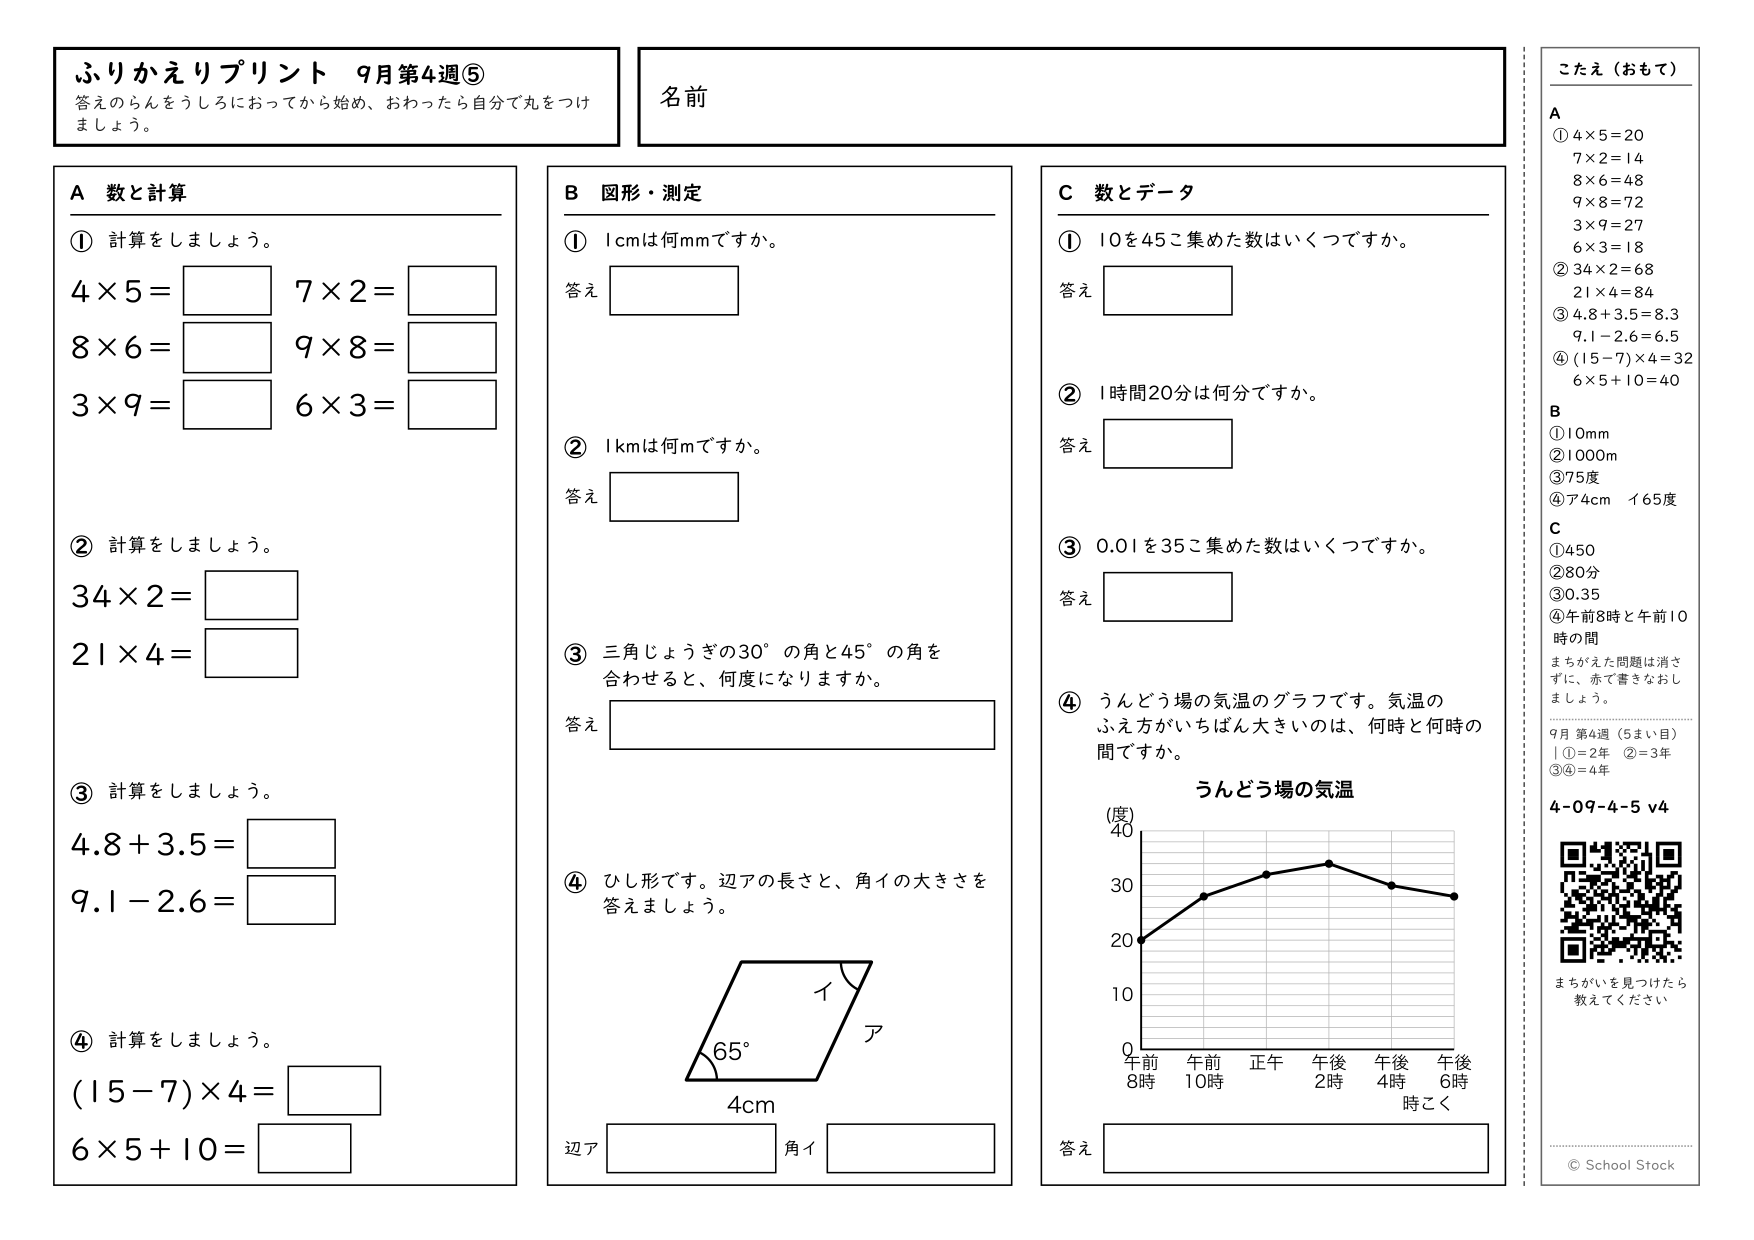 ふりかえりプリント　9月第4週⑤
答えのらんをうしろにおってから始め、おわったら自分で丸をつけ
ましょう。
名前
A　数と計算
① 計算をしましょう。
4×5＝　7×2＝
8×6＝　9×8＝
3×9＝　6×3＝
② 計算をしましょう。
34×2＝
21×4＝
③ 計算をしましょう。
4.8＋3.5＝
9.1－2.6＝
④ 計算をしましょう。
(15－7)×4＝
6×5＋10＝
B　図形・測定
① 1cmは何mmですか。
答え
② 1kmは何mですか。
答え
③ 三角じょうぎの30°の角と45°の角を
合わせると、何度になりますか。
答え
④ ひし形です。辺アの長さと、角イの大きさを
答えましょう。
イ
ア
65°
4cm
辺ア　角イ
C　数とデータ
① 10を45こ集めた数はいくつですか。
答え
② 1時間20分は何分ですか。
答え
③ 0.01を35こ集めた数はいくつですか。
答え
④ うんどう場の気温のグラフです。気温の
ふえ方がいちばん大きいのは、何時と何時の
間ですか。
うんどう場の気温
(度)
40
30
20
10
0
午前　午前　正午　午後　午後　午後
8時　10時　2時　4時　6時
時こく
答え
こたえ（おもて）
A
① 4×5＝20
7×2＝14
8×6＝48
9×8＝72
3×9＝27
6×3＝18
② 34×2＝68
21×4＝84
③ 4.8＋3.5＝8.3
9.1－2.6＝6.5
④ (15－7)×4＝32
6×5＋10＝40
B
①10mm
②1000m
③75度
④ア4cm　イ65度
C
①450
②80分
③0.35
④午前8時と午前10
時の間
まちがえた問題は消さ
ずに、赤で書きなおし
ましょう。
9月 第4週（5まい目）
｜①＝2年　②＝3年
③④＝4年
4-09-4-5 v4
まちがいを見つけたら
教えてください
© School Stock